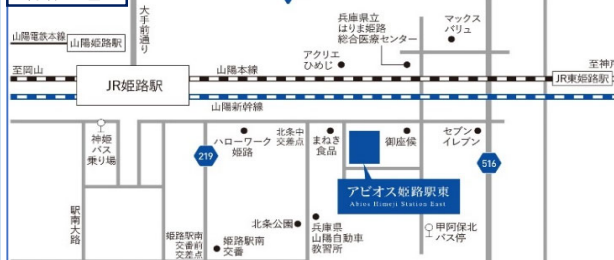 大手前通り
山陽電鉄本線
山陽姫路駅
兵庫県立
はりま姫路
総合医療センター
マックス
バリュ
アクリエ
ひめじ
至岡山
山陽本線
至神戸
JR姫路駅
JR東姫路駅
山陽新幹線
神姫
バス
乗り場
ハローワーク
姫路
北条中
交差点
まねき
食品
御座候
セブン
イレブン
219
516
アビオス姫路駅東
Abios Himeji Station East
駅南大路
姫路駅南
交番前
交差点
姫路駅南
交番
北条公園
兵庫県
山陽自動車
教習所
甲阿保北
バス停